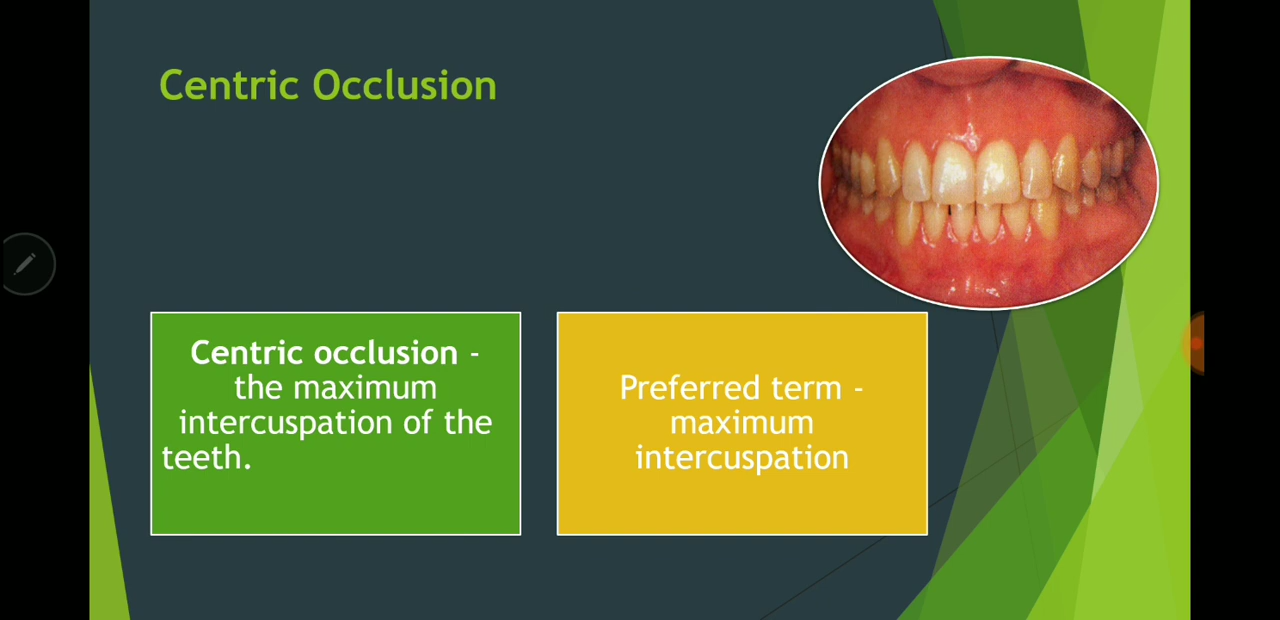 Centric Occlusion
Centric occlusion -
the maximum
intercuspation of the
teeth.
Preferred term -
maximum
intercuspation